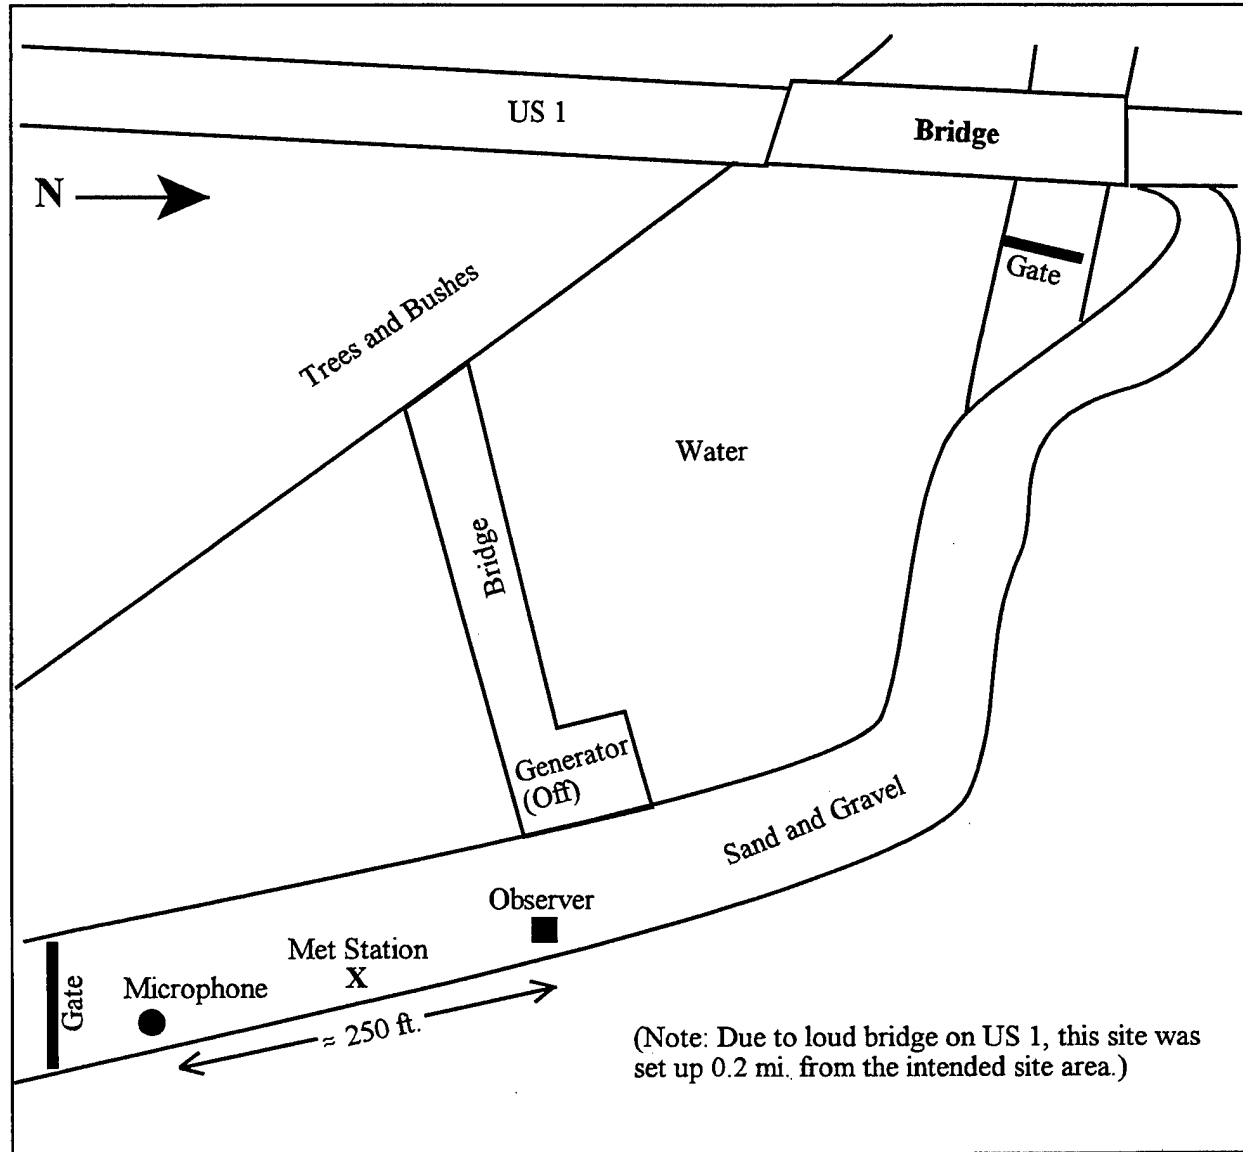 US 1
Bridge
N
Gate
Trees and Bushes
Water
Bridge
Generator
(Off)
Sand and Gravel
Observer
Met Station
X
Microphone
Gate
≈ 250 ft.
(Note: Due to loud bridge on US 1, this site was
set up 0.2 mi. from the intended site area.)